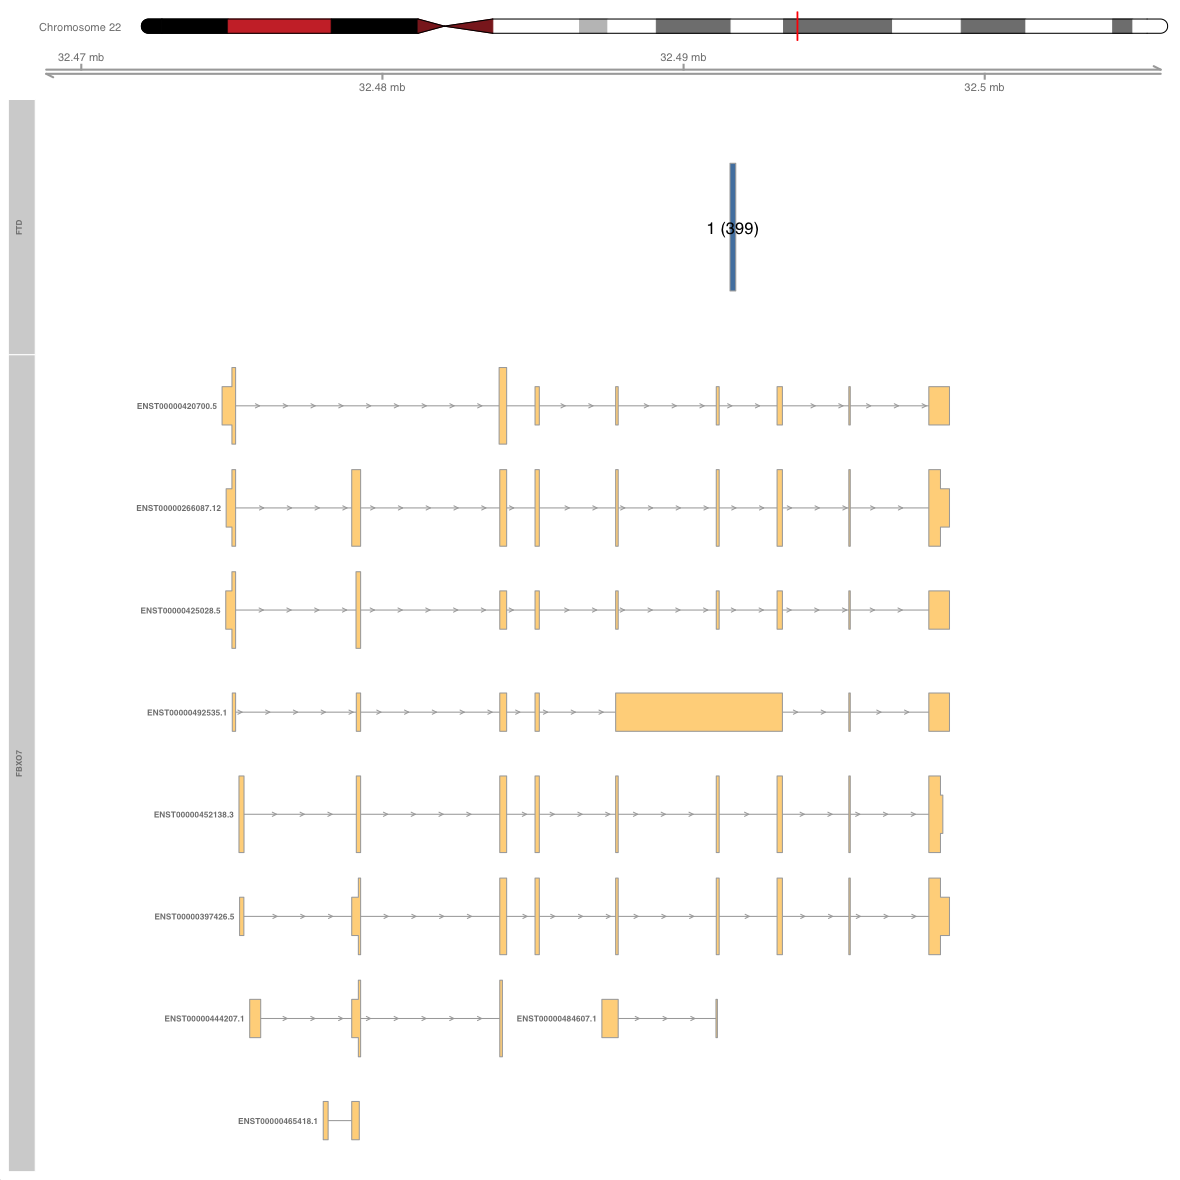 Chromosome 22
32.47 mb
32.49 mb
32.48 mb
32.5 mb
FTD
1 (399)
FBXO7
ENST00000420700.5
ENST00000266087.12
ENST00000425028.5
ENST00000492535.1
ENST00000452138.3
ENST00000397426.5
ENST00000444207.1
ENST00000484607.1
ENST00000465418.1